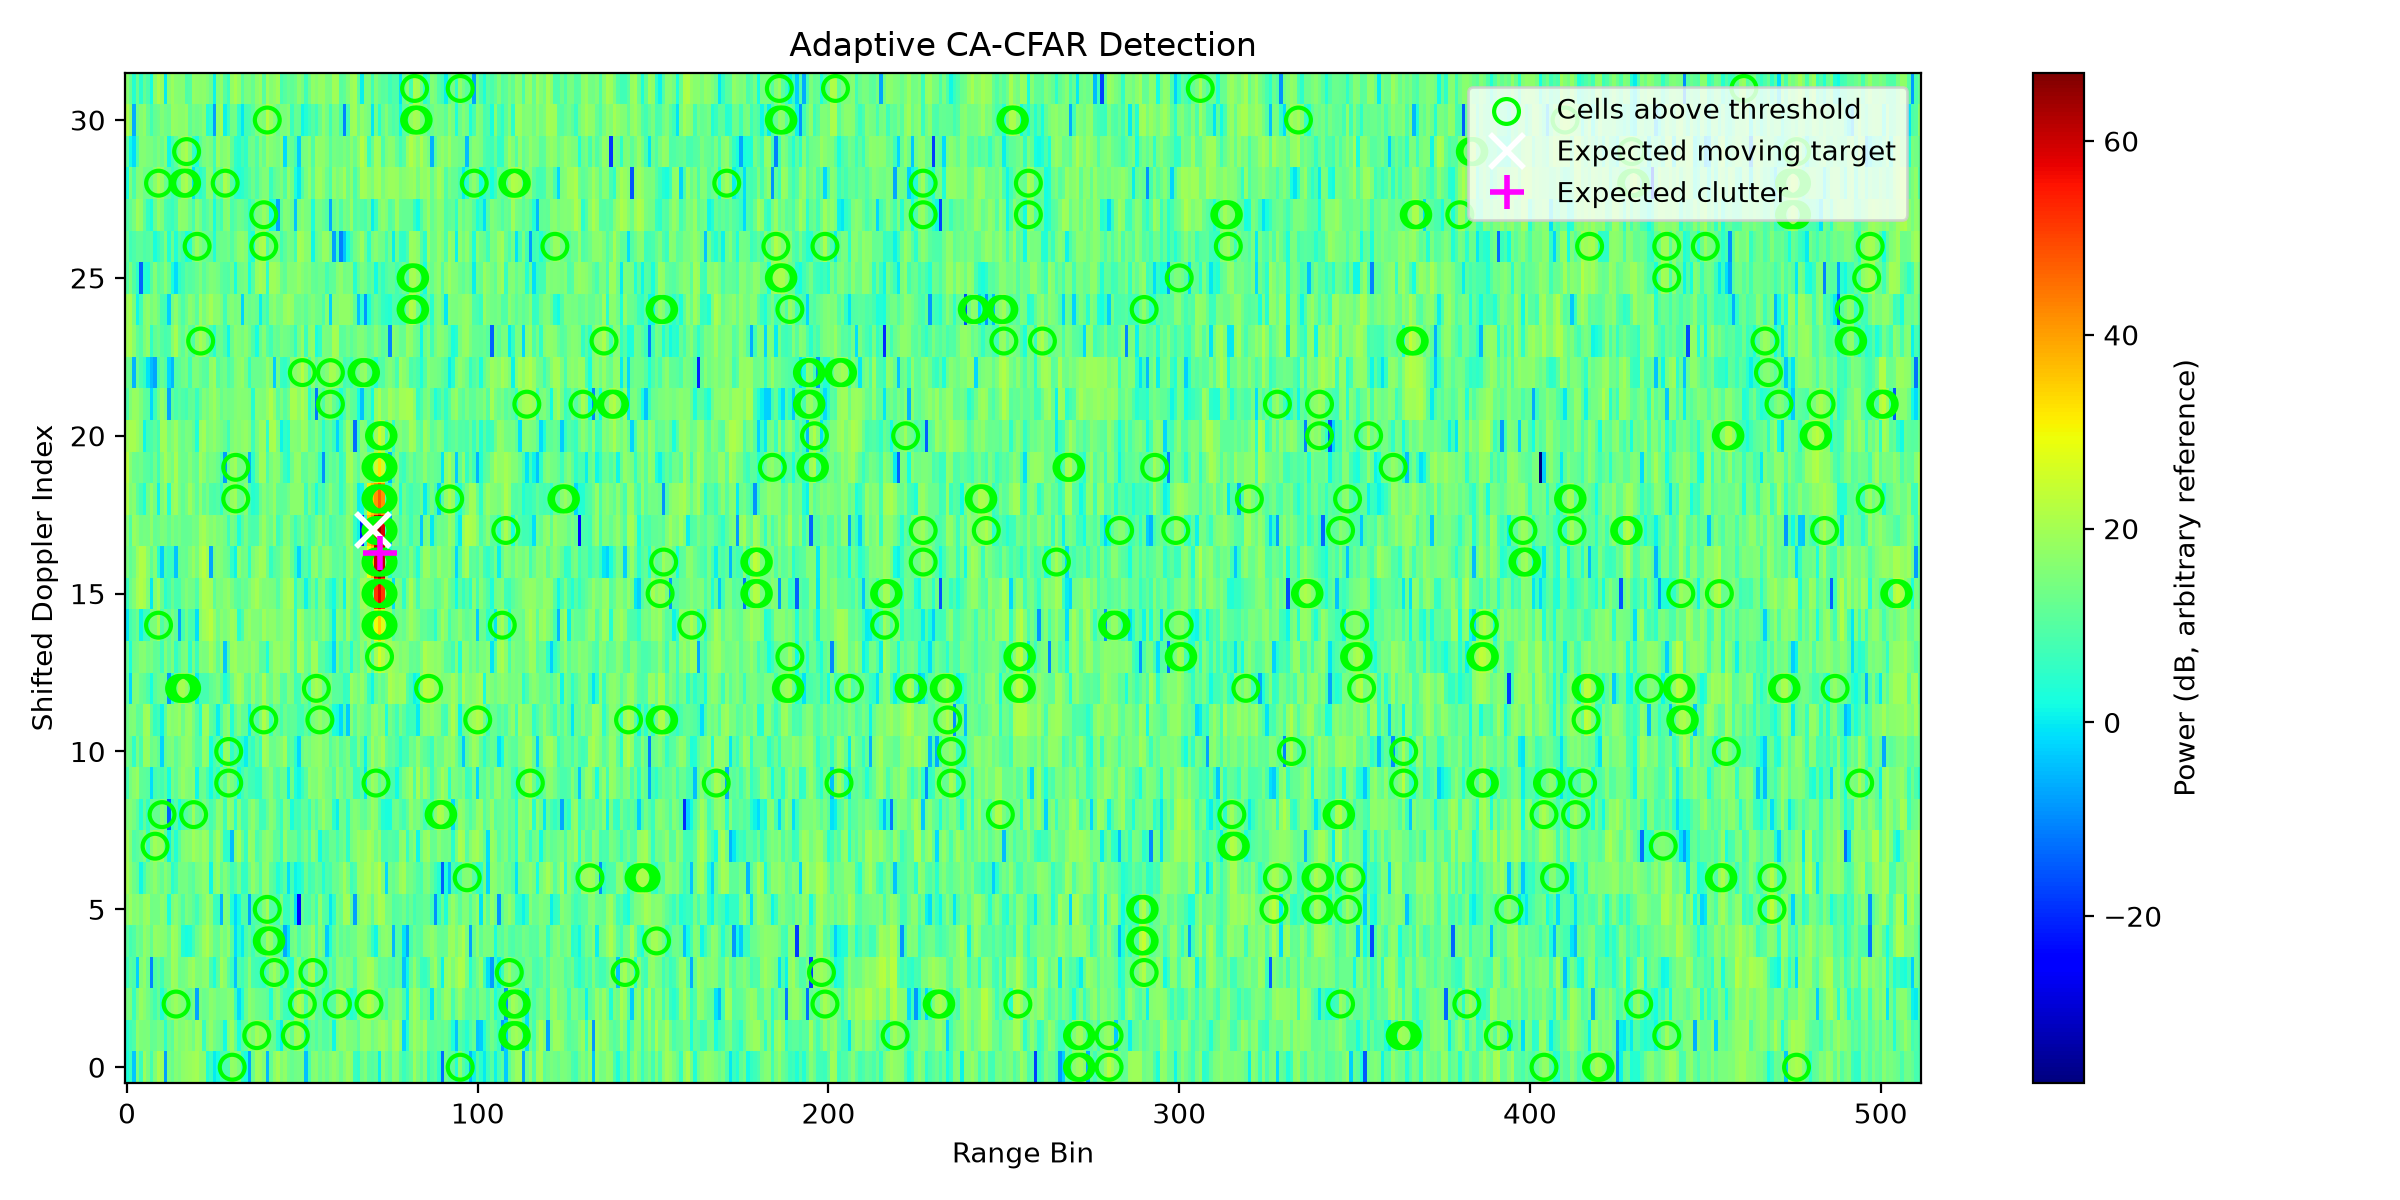 Adaptive CA-CFAR Detection
Cells above threshold
Expected moving target
Expected clutter
Shifted Doppler Index
30
25
20
15
10
5
0
0 100 200 300 400 500
Range Bin
60
40
20
0
−20
Power (dB, arbitrary reference)